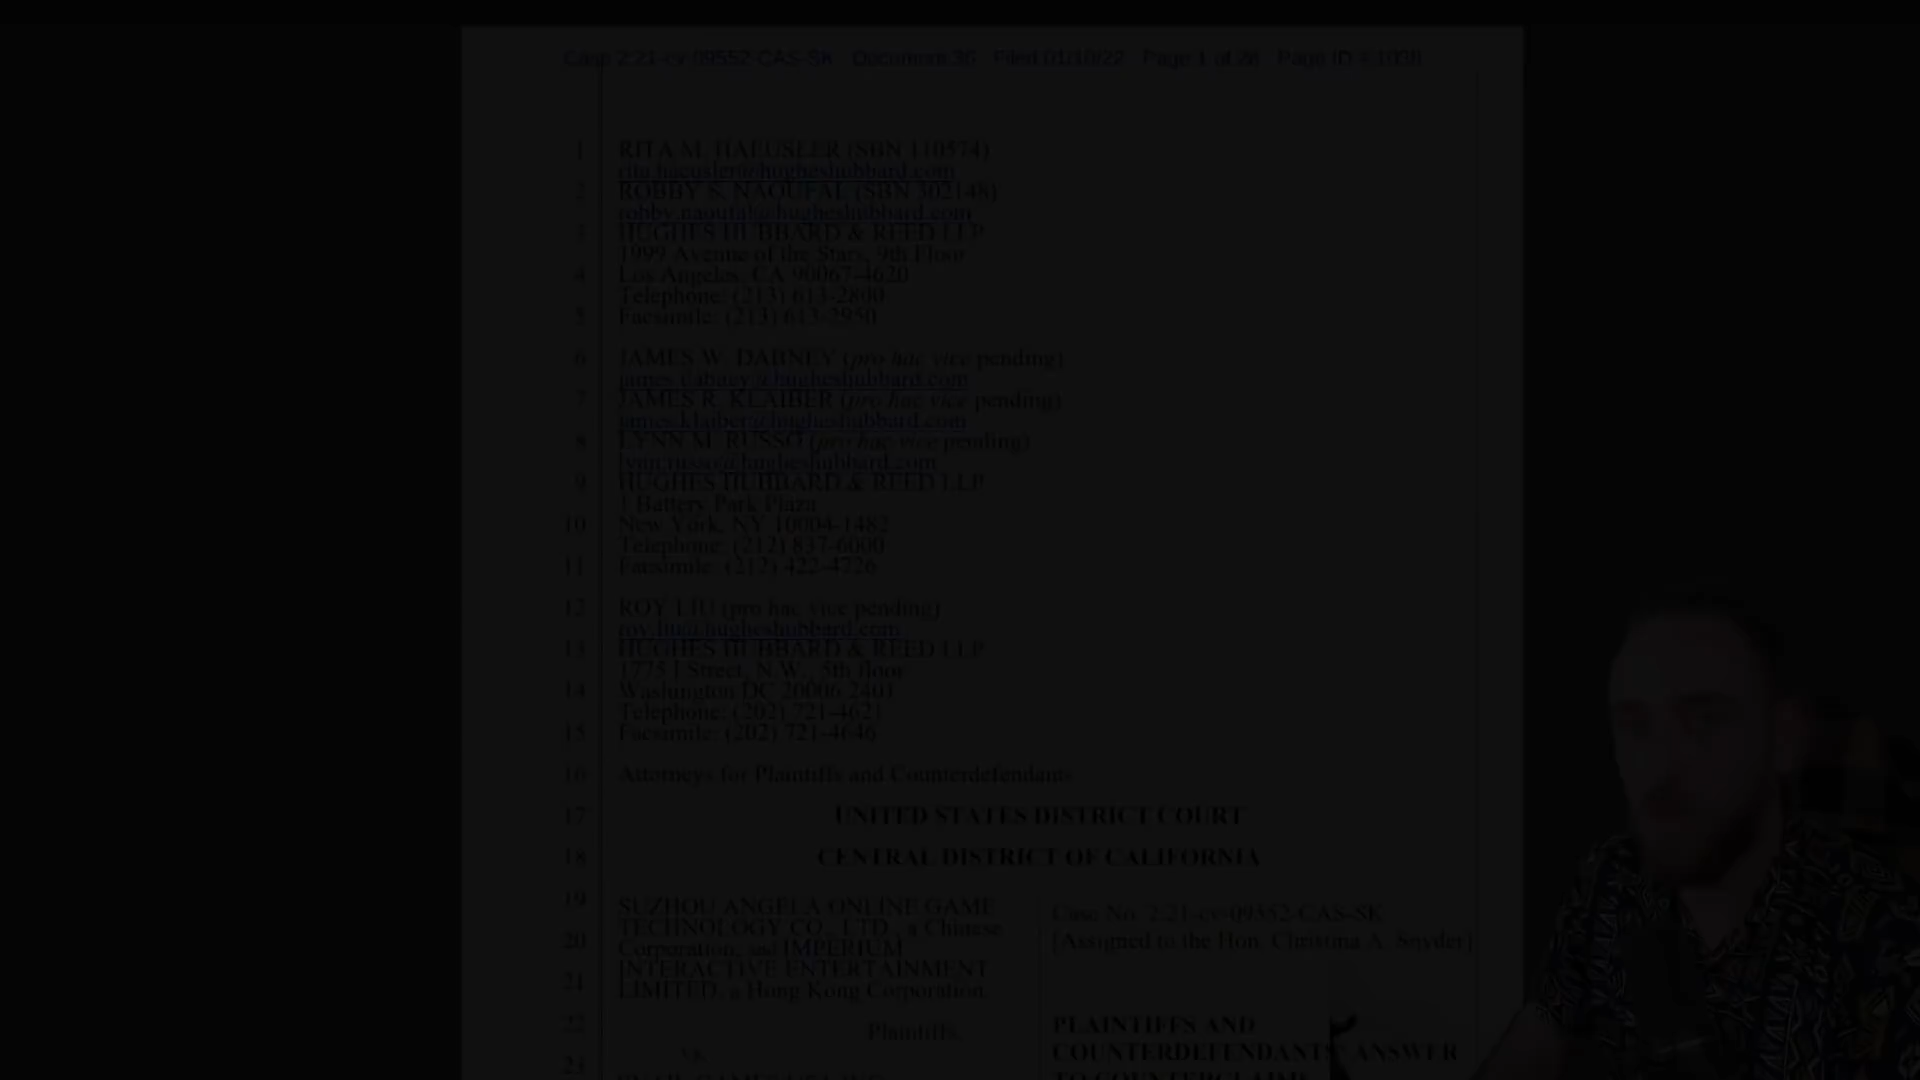 Case 2:21-cv-09552-CAS-SK Document 36 Filed 01/10/22 Page 1 of 28 Page ID
1 RITA M. HAEUSLER (SBN 110574)
rita.haeusler@hugheshubbard.com
2 ROBBY S. NAOUFAL (SBN 302148)
robby.naoufal@hugheshubbard.com
3 HUGHES HUBBARD & REED LLP
1999 Avenue of the Stars, 9th Floor
4 Los Angeles, CA 90067-4620
Telephone: (213) 613-2800
5 Facsimile: (213) 613-2950
6 JAMES W. DABNEY (pro hac vice pending)
james.dabney@hugheshubbard.com
7 JAMES R. KLAIBER (pro hac vice pending)
james.klaiber@hugheshubbard.com
8 LYNN M. RUSSO (pro hac vice pending)
lynn.russo@hugheshubbard.com
9 HUGHES HUBBARD & REED LLP
1 Battery Park Plaza
10 New York, NY 10004-1482
Telephone: (212) 837-6000
11 Facsimile: (212) 422-4726
12 ROY LIU (pro hac vice pending)
roy.liu@hugheshubbard.com
13 HUGHES HUBBARD & REED LLP
1775 I Street, N.W., 5th floor
14 Washington DC 20006-2401
Telephone: (202) 721-4621
15 Facsimile: (202) 721-4646
16 Attorneys for Plaintiffs and Counterdefendants
17 UNITED STATES DISTRICT COURT
18 CENTRAL DISTRICT OF CALIFORNIA
19 SUZHOU ANGELA ONLINE GAME
TECHNOLOGY CO., LTD., a Chinese
20 Corporation, and IMPERIUM
INTERACTIVE ENTERTAINMENT
21 LIMITED, a Hong Kong Corporation,
22 Plaintiffs,
vs.
23
Case No. 2:21-cv-09552-CAS-SK
[Assigned to the Hon. Christina A. Snyder]
PLAINTIFFS AND
COUNTERDEFENDANTS' ANSWER
TO COUNTERCLAIMS